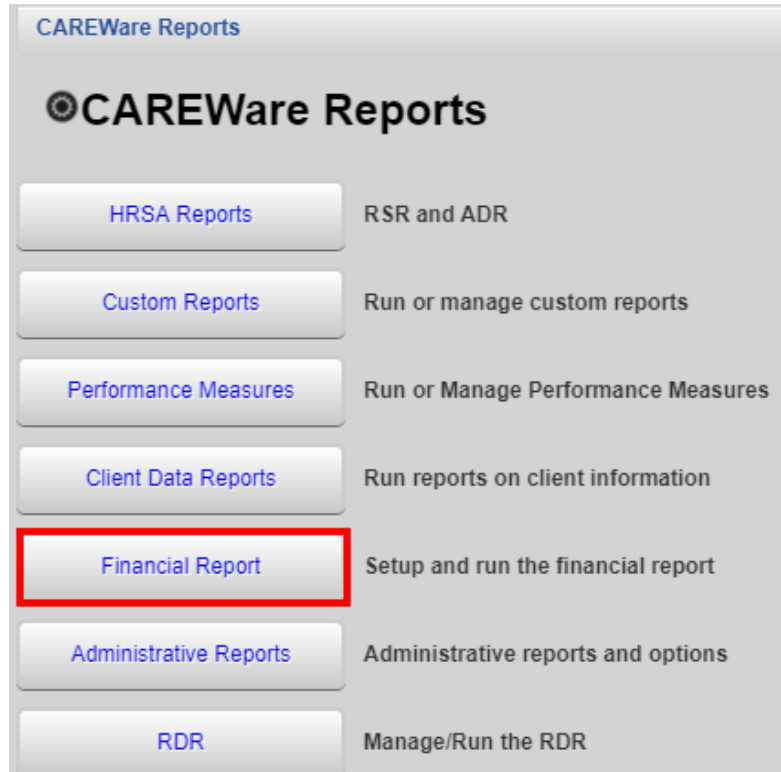 CAREWare Reports
CAREWare Reports
HRSA Reports RSR and ADR
Custom Reports Run or manage custom reports
Performance Measures Run or Manage Performance Measures
Client Data Reports Run reports on client information
Financial Report Setup and run the financial report
Administrative Reports Administrative reports and options
RDR Manage/Run the RDR